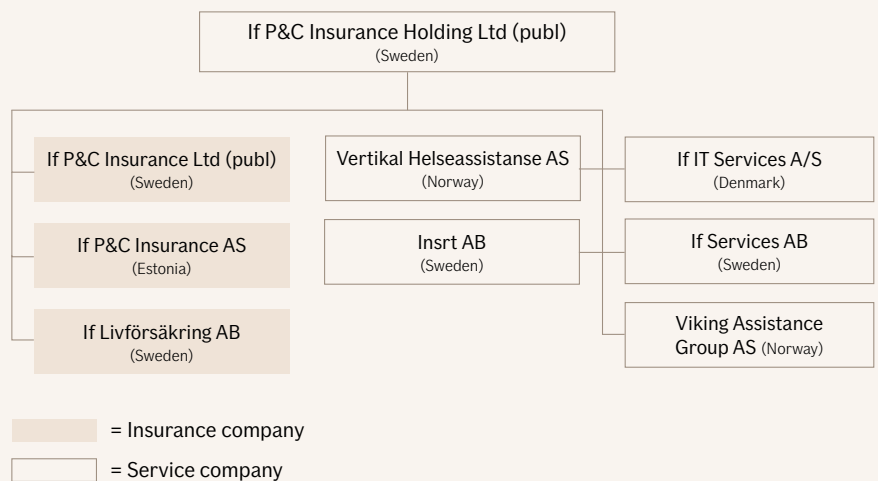 If P&C Insurance Holding Ltd (publ)
(Sweden)
If P&C Insurance Ltd (publ)
(Sweden)
If P&C Insurance AS
(Estonia)
If Livförsäkring AB
(Sweden)
Vertikal Helseassistanse AS
(Norway)
Insrt AB
(Sweden)
If IT Services A/S
(Denmark)
If Services AB
(Sweden)
Viking Assistance
Group AS (Norway)
= Insurance company
= Service company